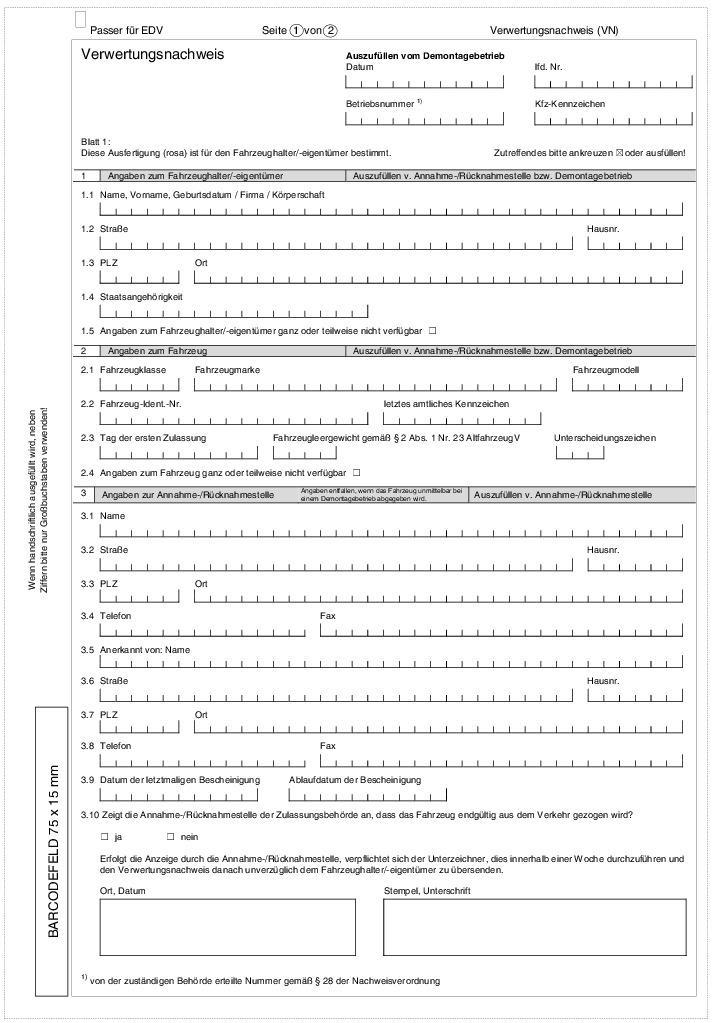 Passer für EDV Seite 1 von 2 Verwertungsnachweis (VN)
Verwertungsnachweis
Auszufüllen vom Demontagebetrieb
Datum lfd. Nr.
Betriebsnummer 1) Kfz-Kennzeichen
Blatt 1:
Diese Ausfertigung (rosa) ist für den Fahrzeughalter/-eigentümer bestimmt. Zutreffendes bitte ankreuzen ☒ oder ausfüllen!
1 Angaben zum Fahrzeughalter/-eigentümer Auszufüllen v. Annahme-/Rücknahmestelle bzw. Demontagebetrieb
1.1 Name, Vorname, Geburtsdatum / Firma / Körperschaft
1.2 Straße Hausnr.
1.3 PLZ Ort
1.4 Staatsangehörigkeit
1.5 Angaben zum Fahrzeughalter/-eigentümer ganz oder teilweise nicht verfügbar ☐
2 Angaben zum Fahrzeug Auszufüllen v. Annahme-/Rücknahmestelle bzw. Demontagebetrieb
2.1 Fahrzeugklasse Fahrzeugmarke Fahrzeugmodell
2.2 Fahrzeug-Ident.-Nr. letztes amtliches Kennzeichen
2.3 Tag der ersten Zulassung Fahrzeugleergewicht gemäß § 2 Abs. 1 Nr. 23 AltfahrzeugV Unterscheidungszeichen
2.4 Angaben zum Fahrzeug ganz oder teilweise nicht verfügbar ☐
3 Angaben zur Annahme-/Rücknahmestelle Angaben entfallen, wenn das Fahrzeug unmittelbar bei
einem Demontagebetrieb abgegeben wird. Auszufüllen v. Annahme-/Rücknahmestelle
3.1 Name
3.2 Straße Hausnr.
3.3 PLZ Ort
3.4 Telefon Fax
3.5 Anerkannt von: Name
3.6 Straße Hausnr.
3.7 PLZ Ort
3.8 Telefon Fax
3.9 Datum der letztmaligen Bescheinigung Ablaufdatum der Bescheinigung
3.10 Zeigt die Annahme-/Rücknahmestelle der Zulassungsbehörde an, dass das Fahrzeug endgültig aus dem Verkehr gezogen wird?
☐ ja ☐ nein
Erfolgt die Anzeige durch die Annahme-/Rücknahmestelle, verpflichtet sich der Unterzeichner, dies innerhalb einer Woche durchzuführen und
den Verwertungsnachweis danach unverzüglich dem Fahrzeughalter/-eigentümer zu übersenden.
Ort, Datum Stempel, Unterschrift
1) von der zuständigen Behörde erteilte Nummer gemäß § 28 der Nachweisverordnung
Wenn handschriftlich ausgefüllt wird, neben
Ziffern bitte nur Großbuchstaben verwenden!
BARCODEFELD 75 x 15 mm